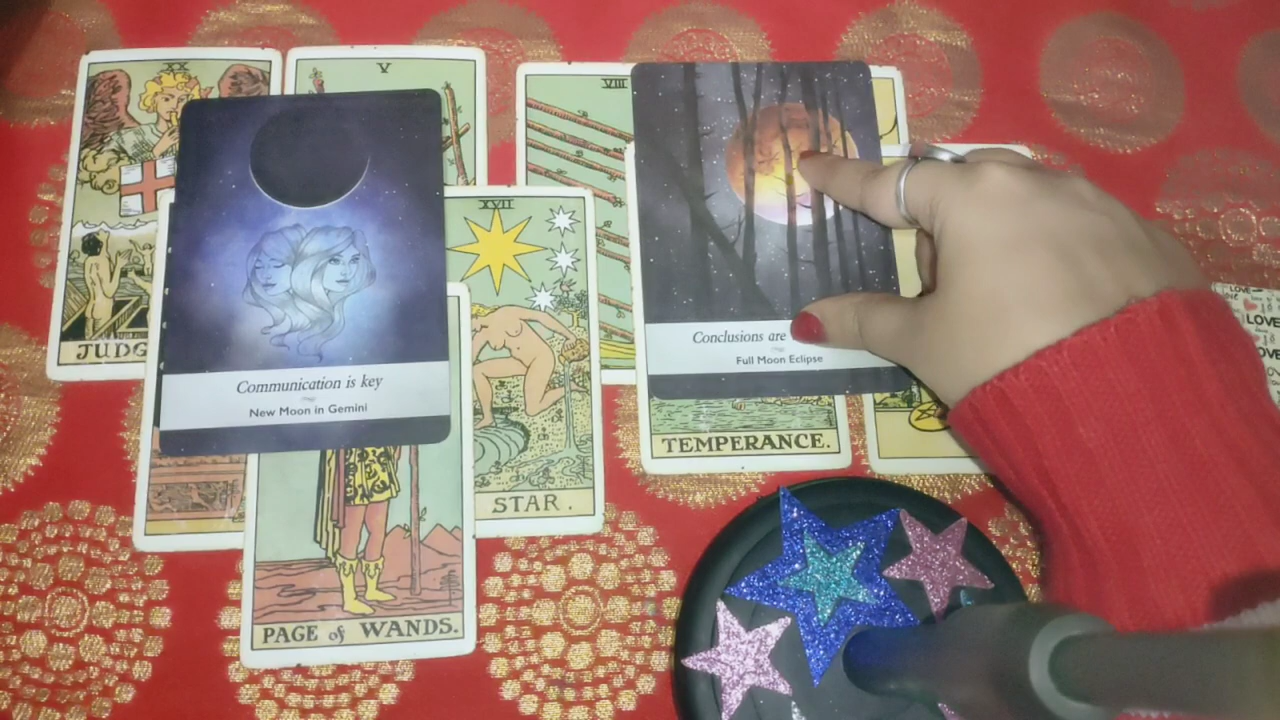 XX
V
VIII
XVII
JUDG
Communication is key
New Moon in Gemini
Conclusions are
Full Moon Eclipse
TEMPERANCE.
STAR.
PAGE of WANDS.
LOVE
LOVE
LOVE